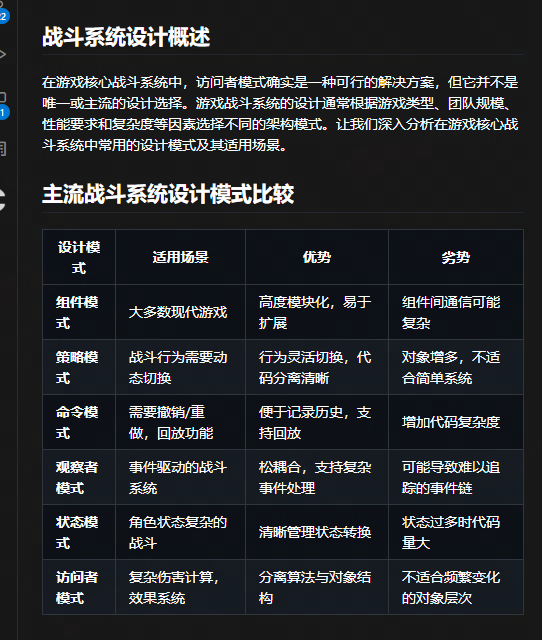 22
1
战斗系统设计概述
在游戏核心战斗系统中，访问者模式确实是一种可行的解决方案，但它并不是
唯一或主流的设计选择。游戏战斗系统的设计通常根据游戏类型、团队规模、
性能要求和复杂度等因素选择不同的架构模式。让我们深入分析在游戏核心战
斗系统中常用的设计模式及其适用场景。
主流战斗系统设计模式比较
设计模
式
适用场景
优势
劣势
组件模
式
大多数现代游戏
高度模块化，易于
扩展
组件间通信可能
复杂
策略模
式
战斗行为需要动
态切换
行为灵活切换，代
码分离清晰
对象增多，不适
合简单系统
命令模
式
需要撤销/重
做，回放功能
便于记录历史，支
持回放
增加代码复杂度
观察者
模式
事件驱动的战斗
系统
松耦合，支持复杂
事件处理
可能导致难以追
踪的事件链
状态模
式
角色状态复杂的
战斗
清晰管理状态转换
状态过多时代码
量大
访问者
模式
复杂伤害计算，
效果系统
分离算法与对象结
构
不适合频繁变化
的对象层次